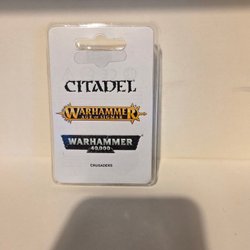 CITADEL
WARHAMMER
AGE OF SIGMAR
WARHAMMER
40,000
CRUSADERS